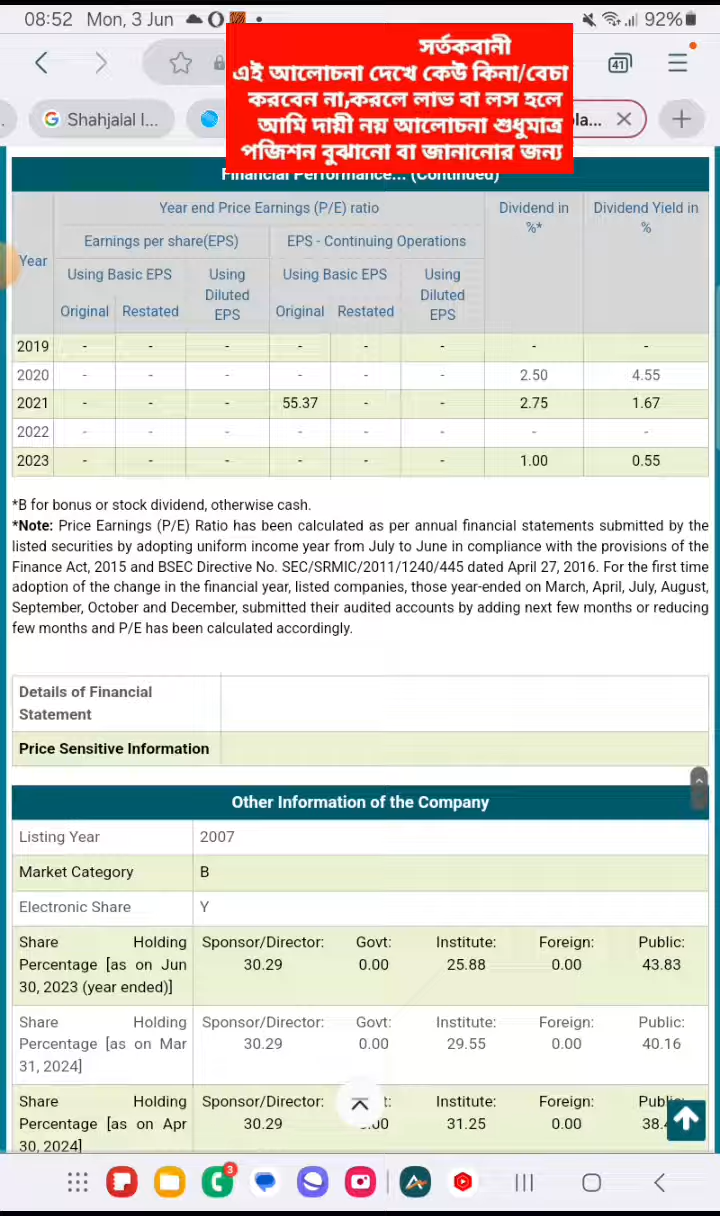 08:52 Mon, 3 Jun 92%
সর্তকবানী
এই আলোচনা দেখে কেউ কিনা/বেচা
করবেন না,করলে লাভ বা লস হলে
আমি দায়ী নয় আলোচনা শুধুমাত্র
পজিশন বুঝানো বা জানানোর জন্য
41
Shahjalal I...
la...
Financial Performance... (Continued)
Year end Price Earnings (P/E) ratio Dividend in %* Dividend Yield in %
Year Earnings per share(EPS) EPS - Continuing Operations
Using Basic EPS Using Diluted EPS Using Basic EPS Using Diluted EPS
Original Restated Original Restated
2019 - - - - - - - -
2020 - - - - - - 2.50 4.55
2021 - - - 55.37 - - 2.75 1.67
2022 - - - - - - - -
2023 - - - - - - 1.00 0.55
*B for bonus or stock dividend, otherwise cash.
*Note: Price Earnings (P/E) Ratio has been calculated as per annual financial statements submitted by the
listed securities by adopting uniform income year from July to June in compliance with the provisions of the
Finance Act, 2015 and BSEC Directive No. SEC/SRMIC/2011/1240/445 dated April 27, 2016. For the first time
adoption of the change in the financial year, listed companies, those year-ended on March, April, July, August,
September, October and December, submitted their audited accounts by adding next few months or reducing
few months and P/E has been calculated accordingly.
Details of Financial
Statement
Price Sensitive Information
Other Information of the Company
Listing Year 2007
Market Category B
Electronic Share Y
Share Holding Sponsor/Director: Govt: Institute: Foreign: Public:
Percentage [as on Jun 30.29 0.00 25.88 0.00 43.83
30, 2023 (year ended)]
Share Holding Sponsor/Director: Govt: Institute: Foreign: Public:
Percentage [as on Mar 30.29 0.00 29.55 0.00 40.16
31, 2024]
Share Holding Sponsor/Director: Institute: Foreign:
Percentage [as on Apr 30.29 31.25 0.00
30, 2024]
3